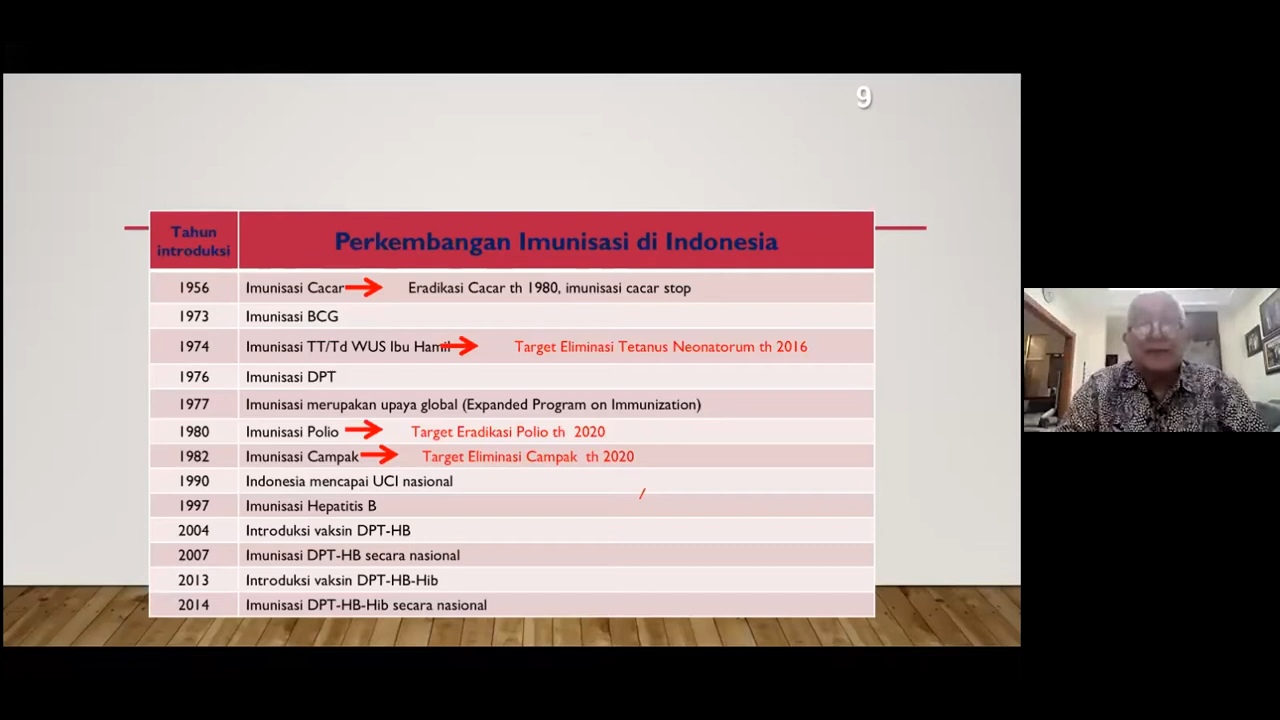 9
Tahun introduksi Perkembangan Imunisasi di Indonesia
1956 Imunisasi Cacar Eradikasi Cacar th 1980, imunisasi cacar stop
1973 Imunisasi BCG
1974 Imunisasi TT/Td WUS Ibu Hamil Target Eliminasi Tetanus Neonatorum th 2016
1976 Imunisasi DPT
1977 Imunisasi merupakan upaya global (Expanded Program on Immunization)
1980 Imunisasi Polio Target Eradikasi Polio th 2020
1982 Imunisasi Campak Target Eliminasi Campak th 2020
1990 Indonesia mencapai UCI nasional
/
1997 Imunisasi Hepatitis B
2004 Introduksi vaksin DPT-HB
2007 Imunisasi DPT-HB secara nasional
2013 Introduksi vaksin DPT-HB-Hib
2014 Imunisasi DPT-HB-Hib secara nasional